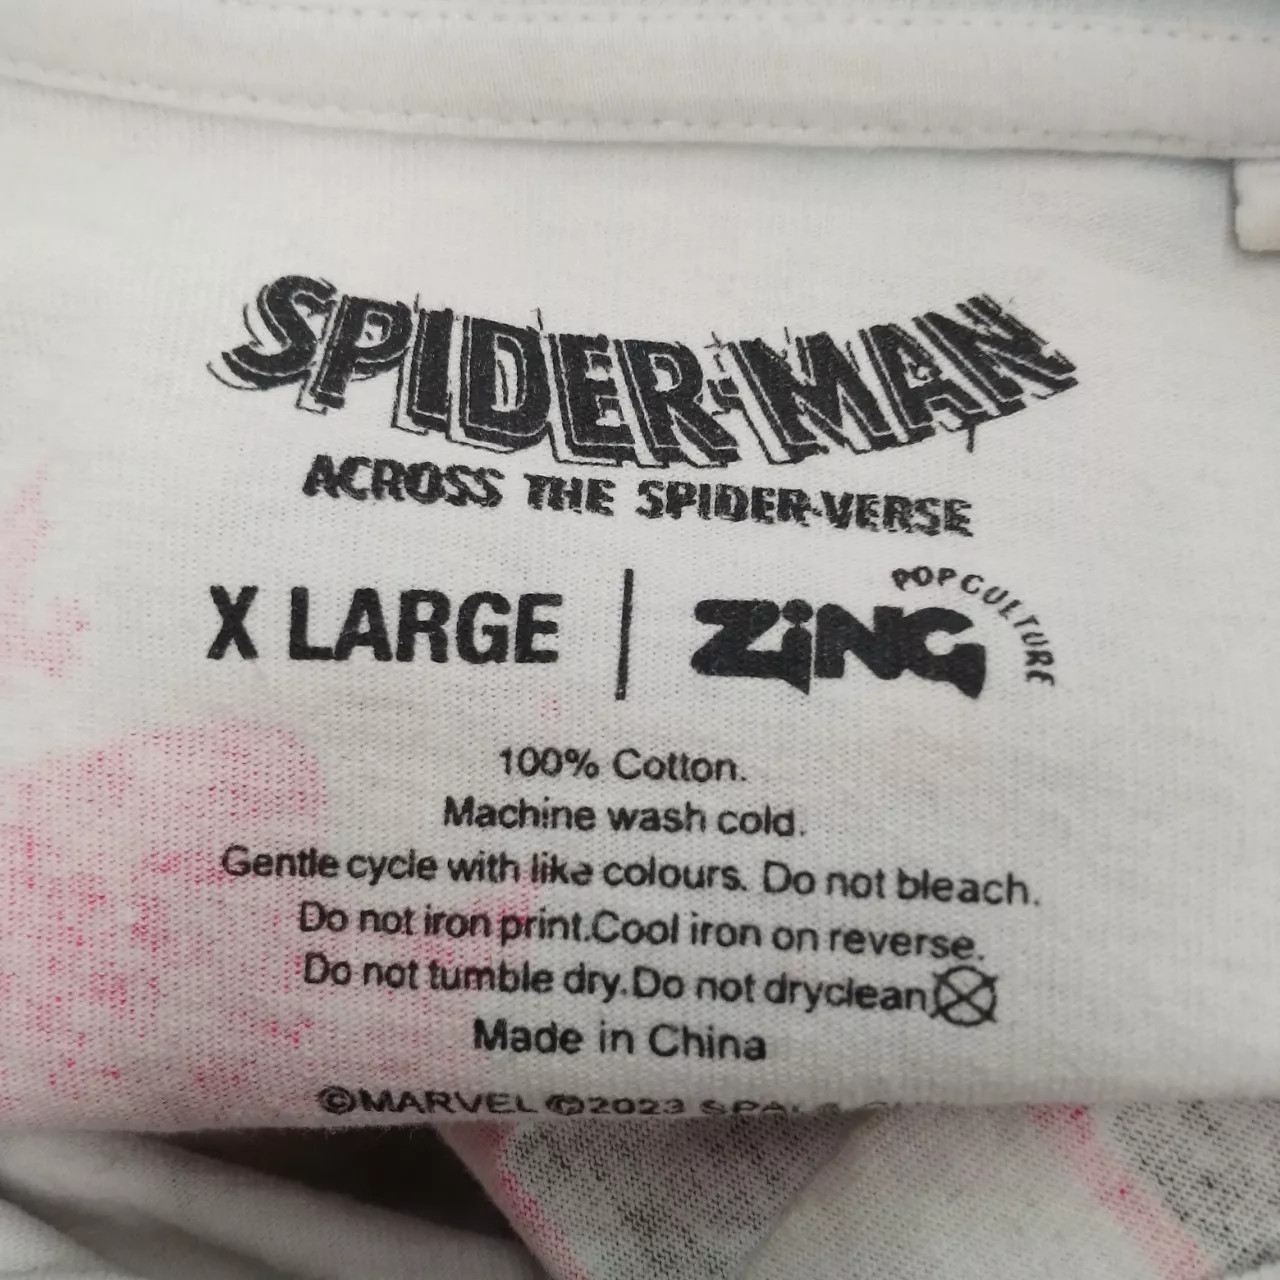 SPIDER-MAN
ACROSS THE SPIDER-VERSE
X LARGE | ZiNG POP CULTURE
100% Cotton.
Machine wash cold.
Gentle cycle with like colours. Do not bleach.
Do not iron print.Cool iron on reverse.
Do not tumble dry.Do not dryclean
Made in China
©MARVEL ©2023